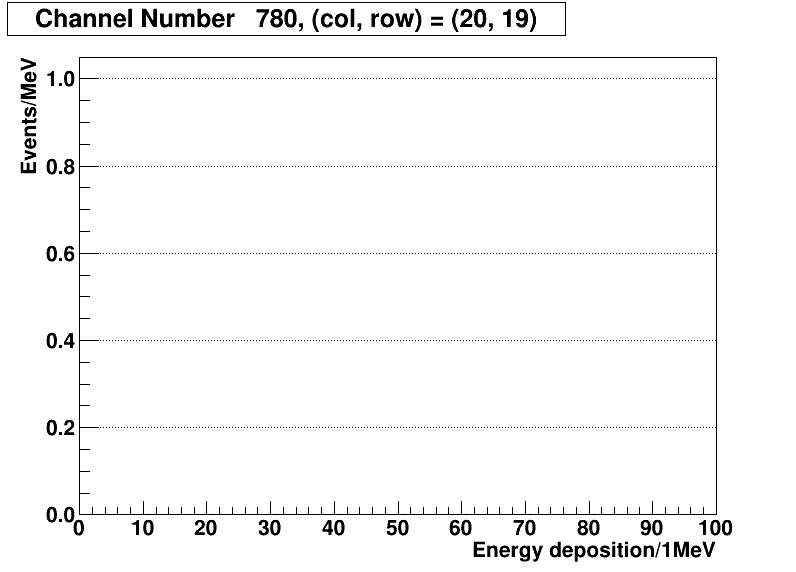 Channel Number 780, (col, row) = (20, 19)
Events/MeV
1.0
0.8
0.6
0.4
0.2
0.0
0 10 20 30 40 50 60 70 80 90 100
Energy deposition/1MeV